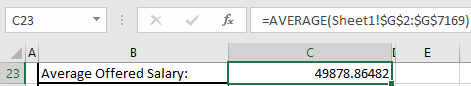 C23 fx =AVERAGE(Sheet1!$G$2:$G$7169)
A B C D E
23 Average Offered Salary: 49878.86482